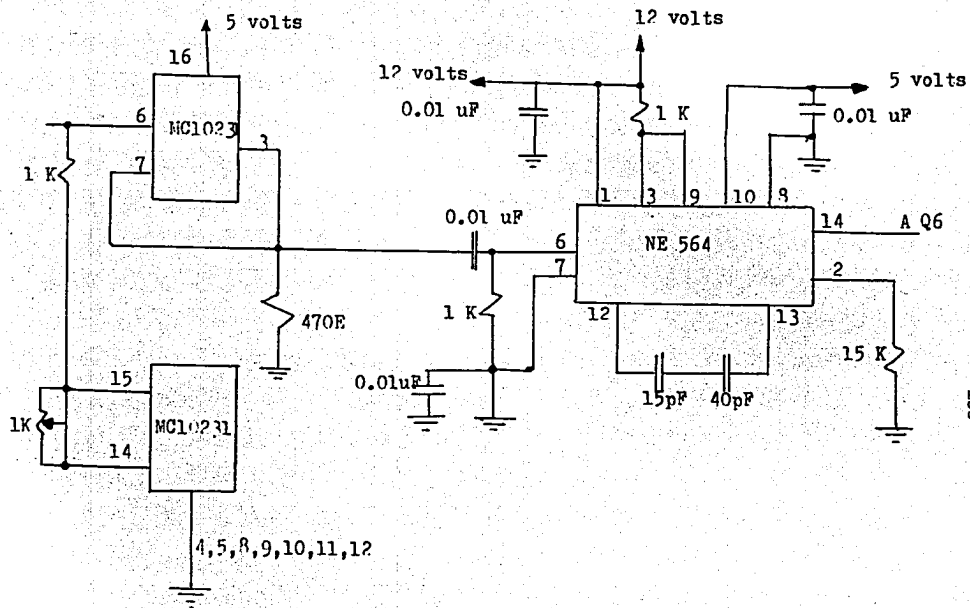 12 volts
5 volts
16
12 volts
5 volts
0.01 uF
1 K
0.01 uF
6
MC1023
3
7
1 K
1
3
9
10
8
0.01 uF
14
A Q6
6
NE 564
7
2
1 K
470E
12
13
15 K
0.01uF
15pF
40pF
15
1K
MC10231
14
4,5,8,9,10,11,12